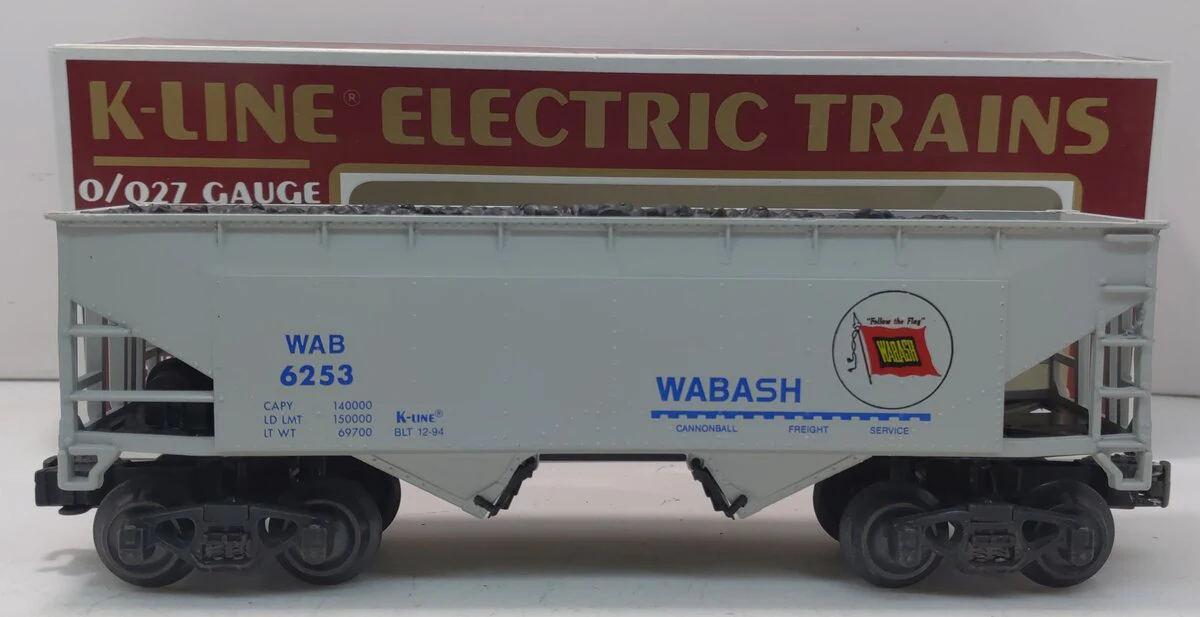 K-LINE® ELECTRIC TRAINS
O/O27 GAUGE
WAB
6253
CAPY 140000
LD LMT 150000
LT WT 69700
K-LINE®
BLT 12-94
WABASH
CANNONBALL FREIGHT SERVICE
"Follow the Flag"
WABASH